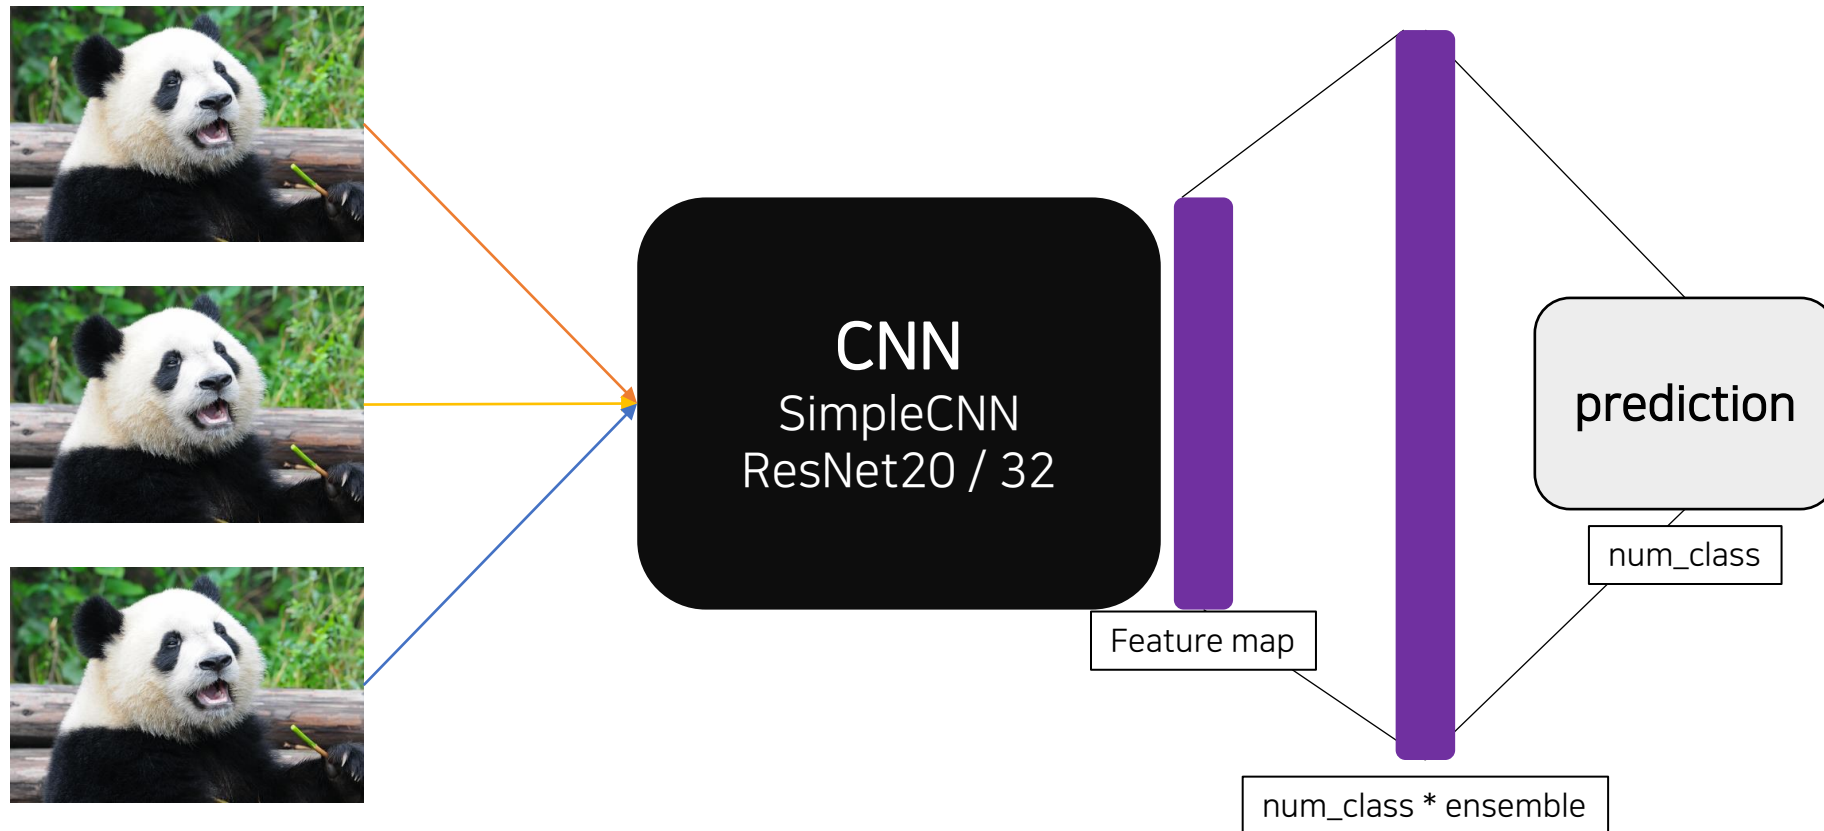 CNN
SimpleCNN
ResNet20 / 32
Feature map
num_class * ensemble
prediction
num_class